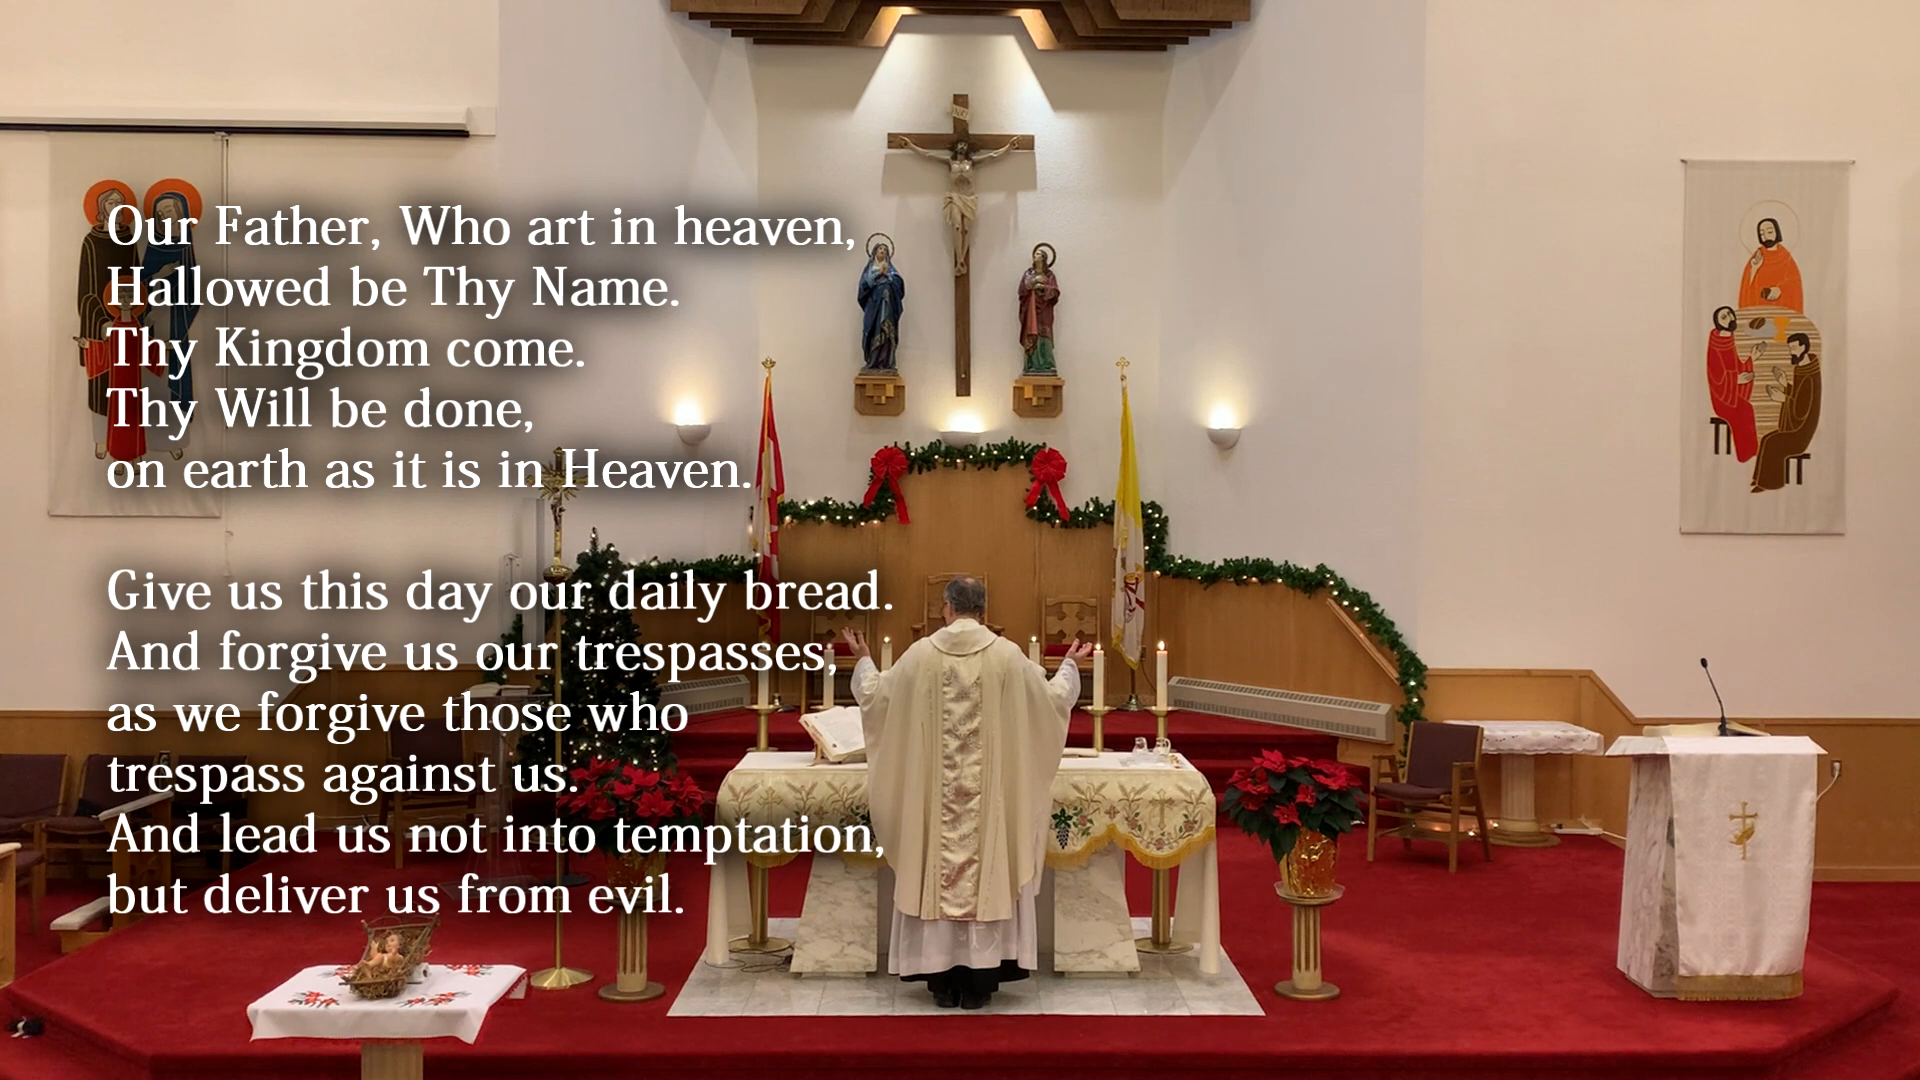 INRI
Our Father, Who art in heaven,
Hallowed be Thy Name.
Thy Kingdom come.
Thy Will be done,
on earth as it is in Heaven.
Give us this day our daily bread.
And forgive us our trespasses,
as we forgive those who
trespass against us.
And lead us not into temptation,
but deliver us from evil.